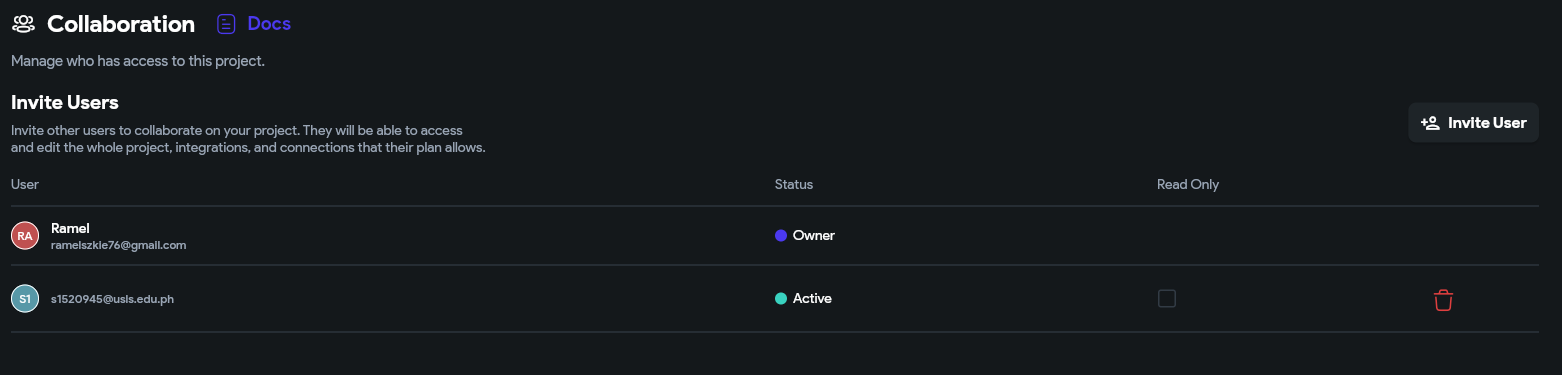 Collaboration Docs
Manage who has access to this project.
Invite Users
Invite other users to collaborate on your project. They will be able to access
and edit the whole project, integrations, and connections that their plan allows.
Invite User
User Status Read Only
RA Ramel
ramelszkie76@gmail.com
Owner
S1 s1520945@usls.edu.ph Active